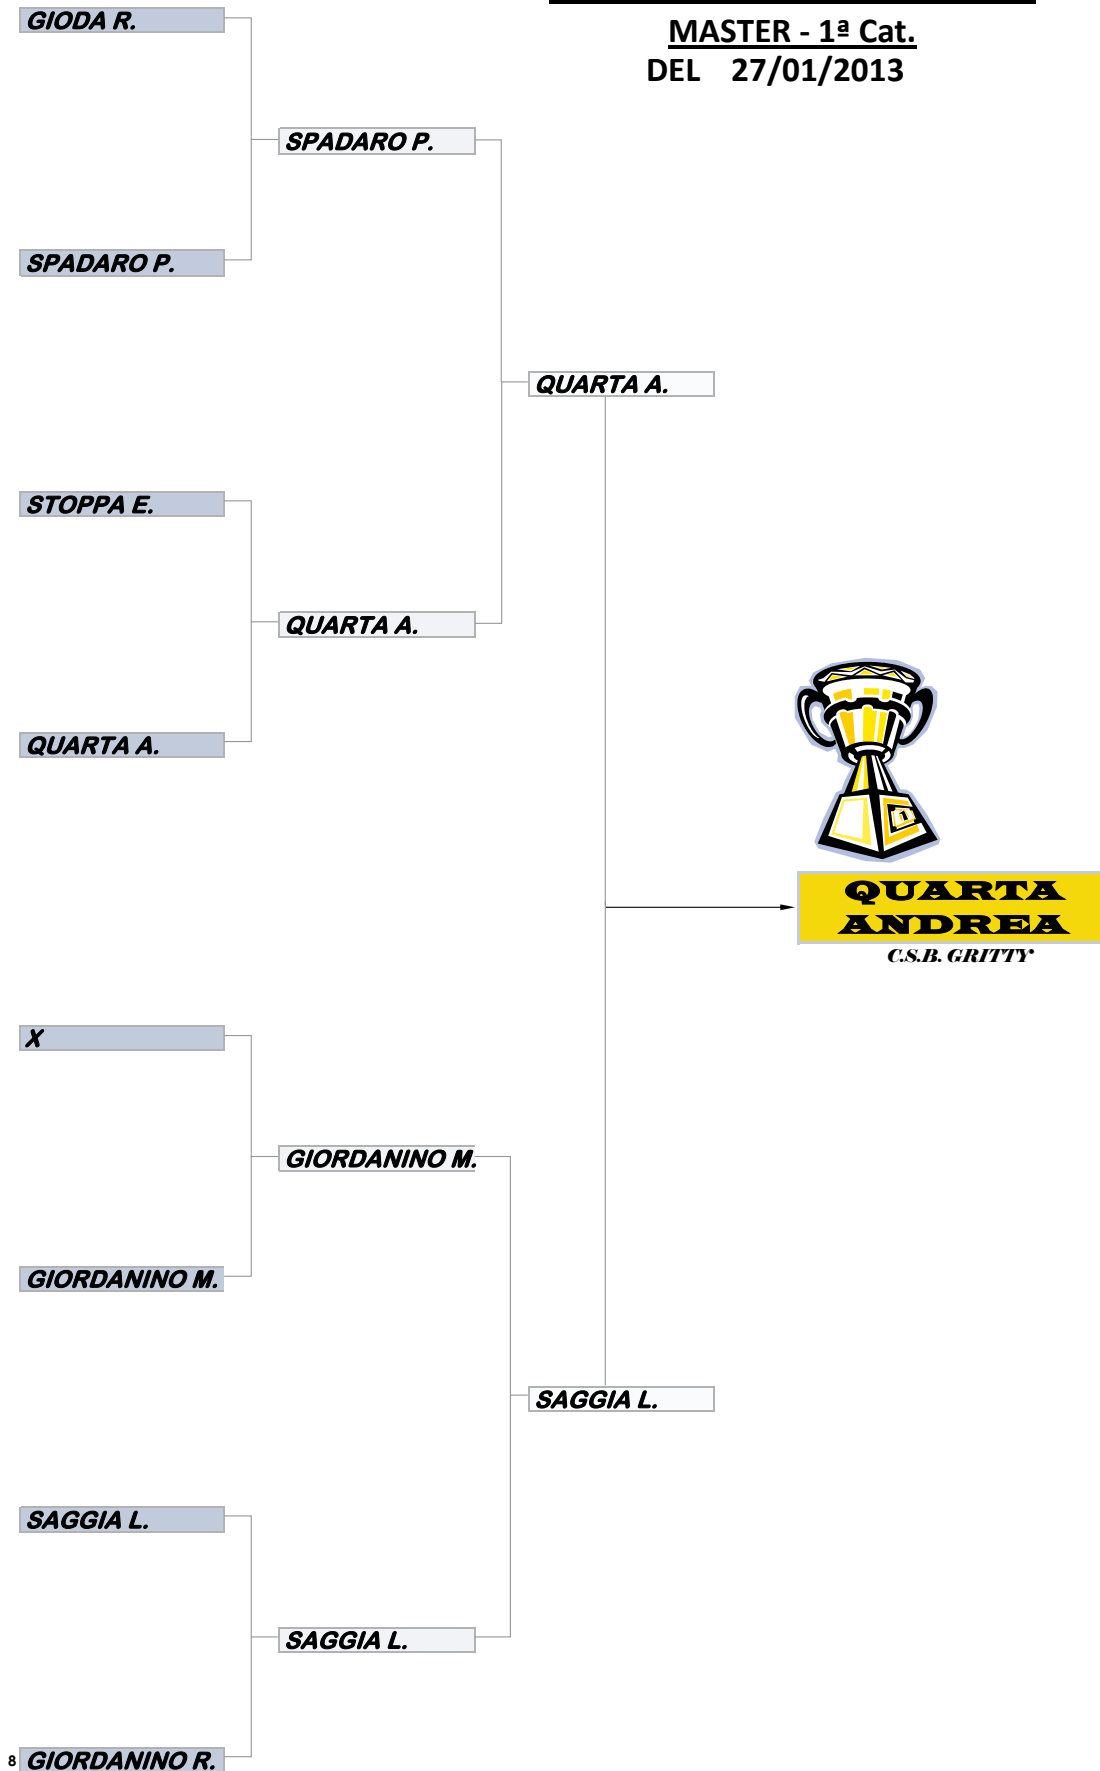 GIODA R.
MASTER - 1ª Cat.
DEL 27/01/2013
SPADARO P.
SPADARO P.
QUARTA A.
STOPPA E.
QUARTA A.
QUARTA A.
1
QUARTA
ANDREA
C.S.B. GRITTY
X
GIORDANINO M.
GIORDANINO M.
SAGGIA L.
SAGGIA L.
SAGGIA L.
8 GIORDANINO R.